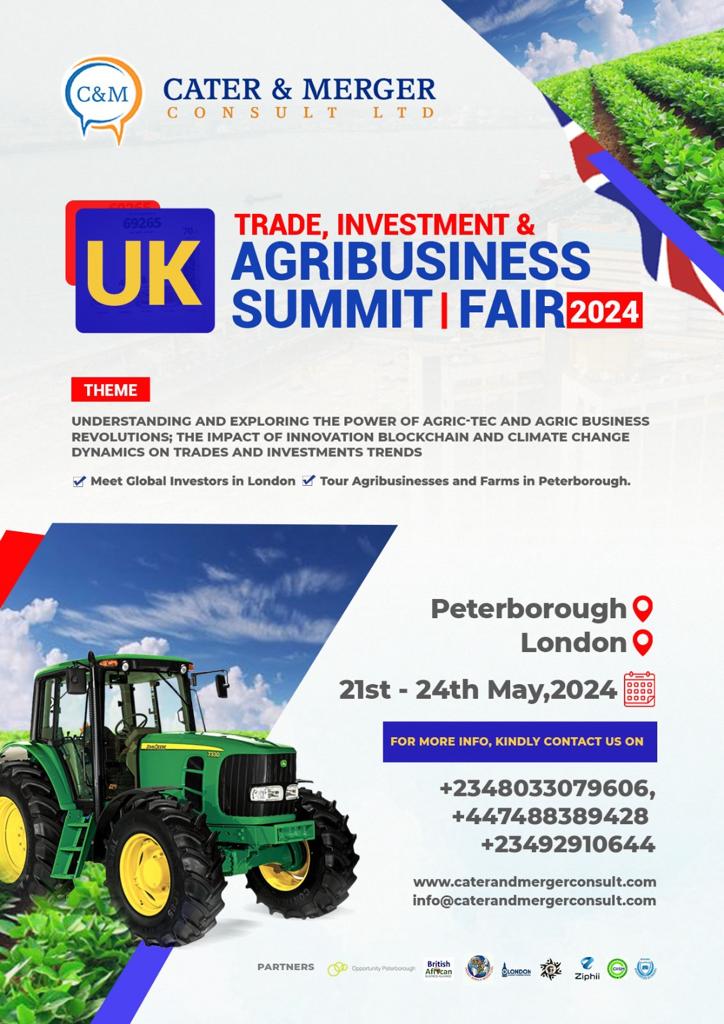 C&M
CATER & MERGER
CONSULT LTD
69265
69265
UK
TRADE, INVESTMENT &
AGRIBUSINESS
SUMMIT | FAIR 2024
THEME
UNDERSTANDING AND EXPLORING THE POWER OF AGRIC-TEC AND AGRIC BUSINESS
REVOLUTIONS; THE IMPACT OF INNOVATION BLOCKCHAIN AND CLIMATE CHANGE
DYNAMICS ON TRADES AND INVESTMENTS TRENDS
Meet Global Investors in London Tour Agribusinesses and Farms in Peterborough.
Peterborough
London
21st - 24th May,2024
JOHN DEERE
7330
FOR MORE INFO, KINDLY CONTACT US ON
+2348033079606,
+447488389428
+23492910644
www.caterandmergerconsult.com
info@caterandmergerconsult.com
PARTNERS
Opportunity Peterborough
British
African
LONDON
Ziphii